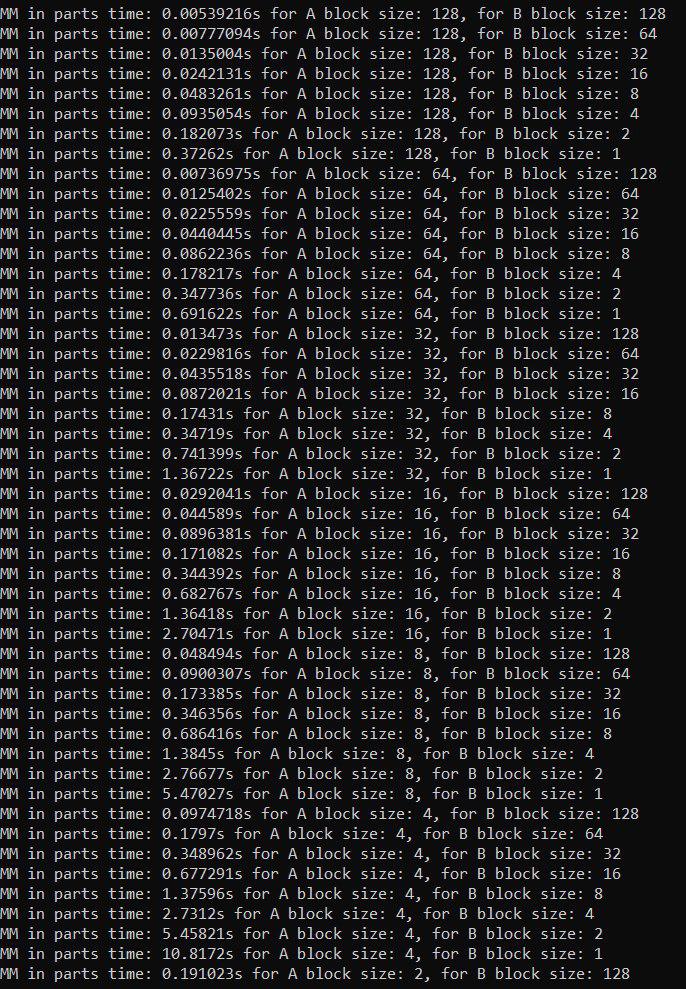 MM in parts time: 0.00539216s for A block size: 128, for B block size: 128
MM in parts time: 0.00777094s for A block size: 128, for B block size: 64
MM in parts time: 0.0135004s for A block size: 128, for B block size: 32
MM in parts time: 0.0242131s for A block size: 128, for B block size: 16
MM in parts time: 0.0483261s for A block size: 128, for B block size: 8
MM in parts time: 0.0935054s for A block size: 128, for B block size: 4
MM in parts time: 0.182073s for A block size: 128, for B block size: 2
MM in parts time: 0.37262s for A block size: 128, for B block size: 1
MM in parts time: 0.00736975s for A block size: 64, for B block size: 128
MM in parts time: 0.0125402s for A block size: 64, for B block size: 64
MM in parts time: 0.0225559s for A block size: 64, for B block size: 32
MM in parts time: 0.0440445s for A block size: 64, for B block size: 16
MM in parts time: 0.0862236s for A block size: 64, for B block size: 8
MM in parts time: 0.178217s for A block size: 64, for B block size: 4
MM in parts time: 0.347736s for A block size: 64, for B block size: 2
MM in parts time: 0.691622s for A block size: 64, for B block size: 1
MM in parts time: 0.013473s for A block size: 32, for B block size: 128
MM in parts time: 0.0229816s for A block size: 32, for B block size: 64
MM in parts time: 0.0435518s for A block size: 32, for B block size: 32
MM in parts time: 0.0872021s for A block size: 32, for B block size: 16
MM in parts time: 0.17431s for A block size: 32, for B block size: 8
MM in parts time: 0.34719s for A block size: 32, for B block size: 4
MM in parts time: 0.741399s for A block size: 32, for B block size: 2
MM in parts time: 1.36722s for A block size: 32, for B block size: 1
MM in parts time: 0.0292041s for A block size: 16, for B block size: 128
MM in parts time: 0.044589s for A block size: 16, for B block size: 64
MM in parts time: 0.0896381s for A block size: 16, for B block size: 32
MM in parts time: 0.171082s for A block size: 16, for B block size: 16
MM in parts time: 0.344392s for A block size: 16, for B block size: 8
MM in parts time: 0.682767s for A block size: 16, for B block size: 4
MM in parts time: 1.36418s for A block size: 16, for B block size: 2
MM in parts time: 2.70471s for A block size: 16, for B block size: 1
MM in parts time: 0.048494s for A block size: 8, for B block size: 128
MM in parts time: 0.0900307s for A block size: 8, for B block size: 64
MM in parts time: 0.173385s for A block size: 8, for B block size: 32
MM in parts time: 0.346356s for A block size: 8, for B block size: 16
MM in parts time: 0.686416s for A block size: 8, for B block size: 8
MM in parts time: 1.3845s for A block size: 8, for B block size: 4
MM in parts time: 2.76677s for A block size: 8, for B block size: 2
MM in parts time: 5.47027s for A block size: 8, for B block size: 1
MM in parts time: 0.0974718s for A block size: 4, for B block size: 128
MM in parts time: 0.1797s for A block size: 4, for B block size: 64
MM in parts time: 0.348962s for A block size: 4, for B block size: 32
MM in parts time: 0.677291s for A block size: 4, for B block size: 16
MM in parts time: 1.37596s for A block size: 4, for B block size: 8
MM in parts time: 2.7312s for A block size: 4, for B block size: 4
MM in parts time: 5.45821s for A block size: 4, for B block size: 2
MM in parts time: 10.8172s for A block size: 4, for B block size: 1
MM in parts time: 0.191023s for A block size: 2, for B block size: 128